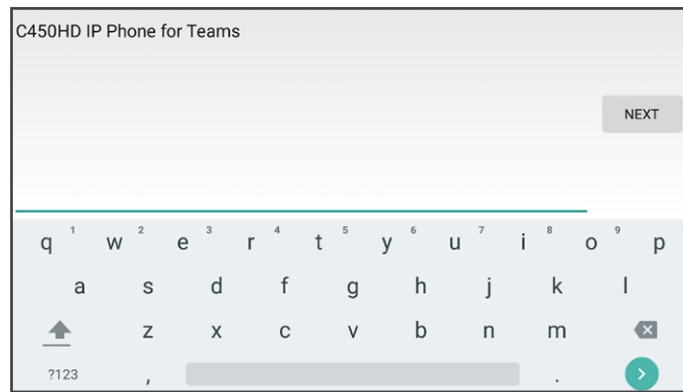 C450HD IP Phone for Teams
NEXT
q 1 w 2 e 3 r 4 t 5 y 6 u 7 i 8 o 9 p
a s d f g h j k l
z x c v b n m
?123 , .